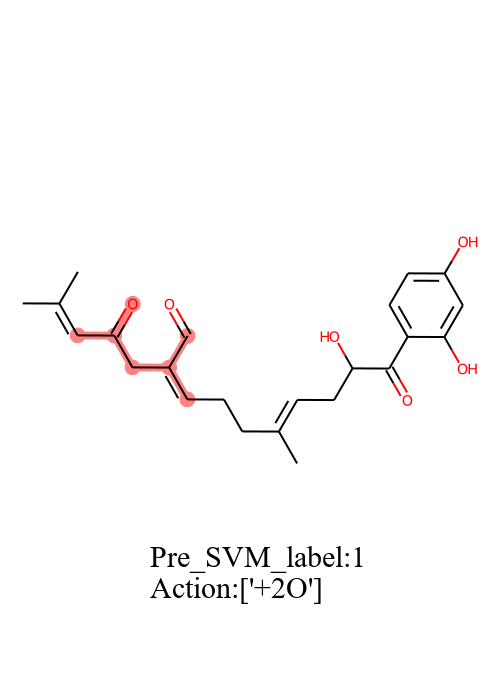 OH
O
O
HO
O
OH
Pre_SVM_label:1
Action:['+2O']